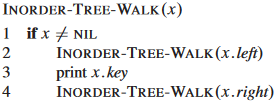 INORDER-TREE-WALK(x)
1 if x ≠ NIL
2 INORDER-TREE-WALK(x.left)
3 print x.key
4 INORDER-TREE-WALK(x.right)